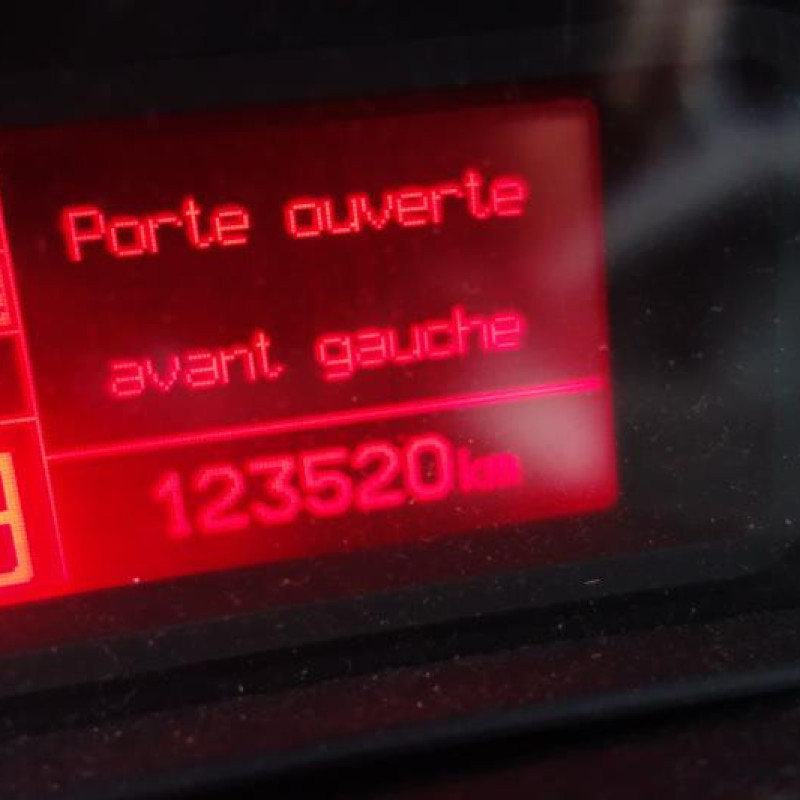 Porte ouverte
avant gauche
123520km